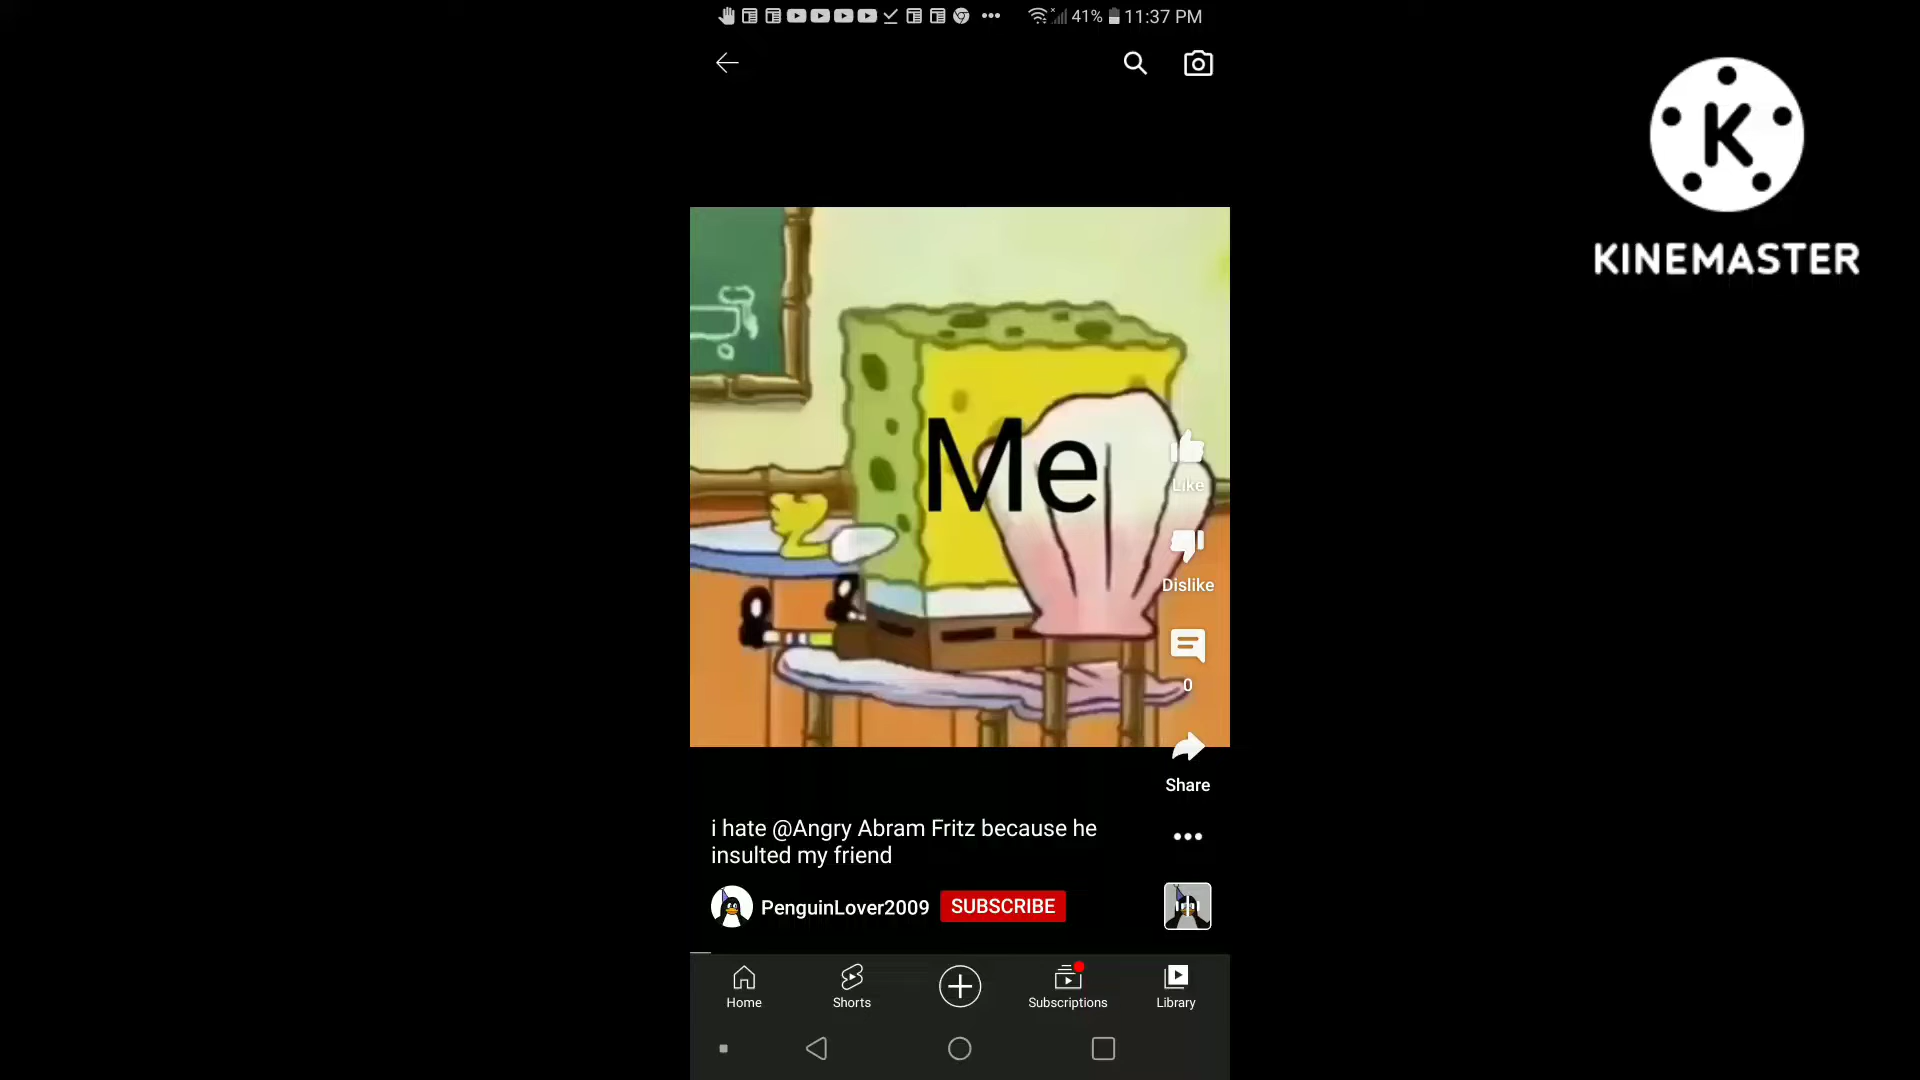 41% 11:37 PM
K
KINEMASTER
Me
Like
Dislike
0
Share
i hate @Angry Abram Fritz because he
insulted my friend
PenguinLover2009 SUBSCRIBE
Home Shorts Subscriptions Library